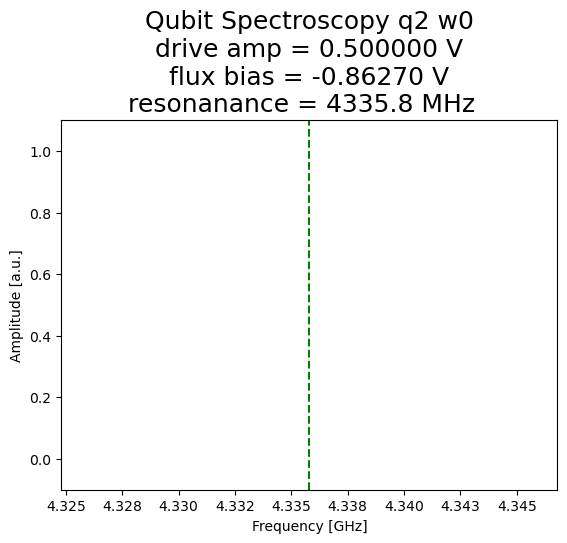 Qubit Spectroscopy q2 w0
drive amp = 0.500000 V
flux bias = -0.86270 V
resonanance = 4335.8 MHz
1.0
0.8
0.6
0.4
0.2
0.0
Amplitude [a.u.]
4.325 4.328 4.330 4.332 4.335 4.338 4.340 4.343 4.345
Frequency [GHz]